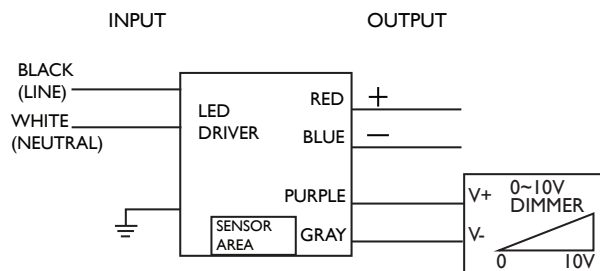 INPUT
OUTPUT
BLACK
(LINE)
WHITE
(NEUTRAL)
LED
DRIVER
RED
+
BLUE
−
PURPLE
GRAY
SENSOR
AREA
V+
0~10V
DIMMER
V-
0
10V